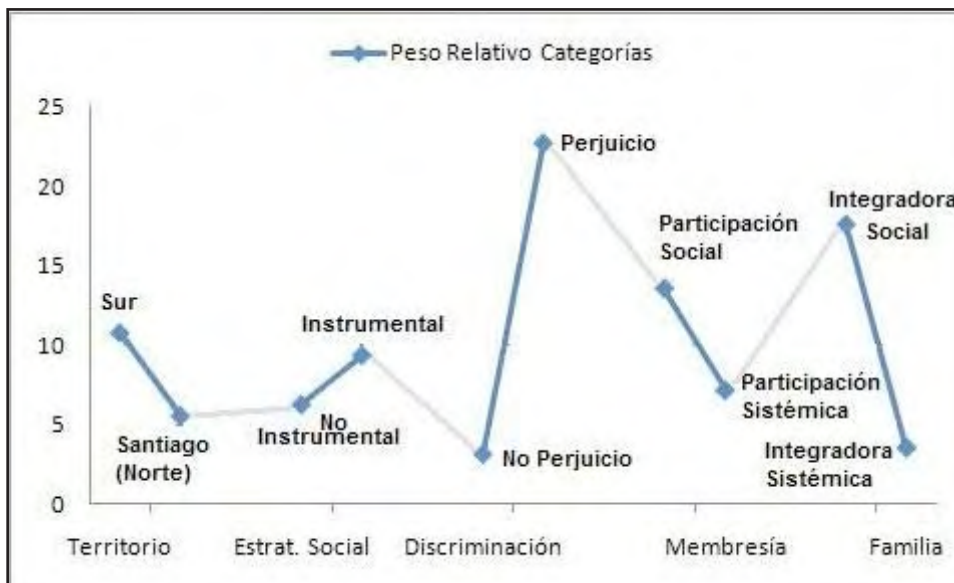 Peso Relativo Categorías
25
20
15
10
5
0
Sur
Santiago
(Norte)
Instrumental
No
Instrumental
Perjuicio
No Perjuicio
Participación
Social
Participación
Sistémica
Integradora
Social
Integradora
Sistémica
Territorio
Estrat. Social
Discriminación
Membresía
Familia